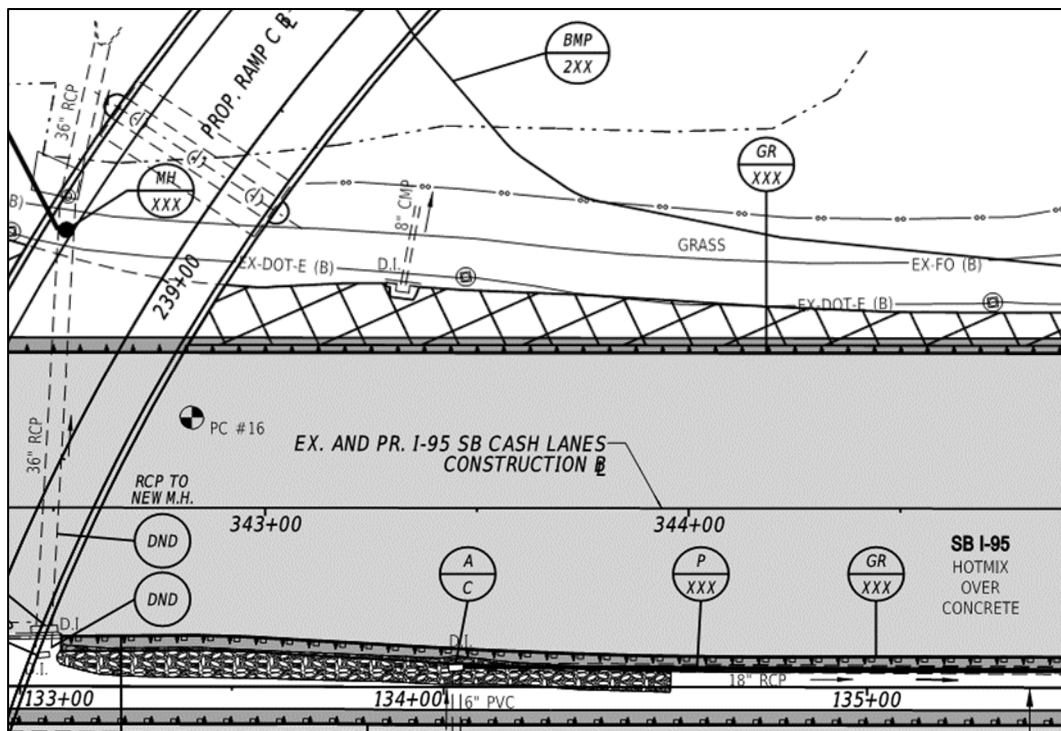 BMP
2XX
PROP. RAMP C BL
36" RCP
GR
XXX
MH
XXX
8" CMP
GRASS
(B)
EX-DOT-E (B)
D.I.
EX-FO (B)
EX-DOT-E (B)
239+00
PC #16
36" RCP
EX. AND PR. I-95 SB CASH LANES
CONSTRUCTION BL
RCP TO
NEW M.H.
343+00
344+00
DND
SB I-95
HOTMIX
OVER
CONCRETE
A
C
P
XXX
GR
XXX
DND
D.I.
D.I.
D.I.
18" RCP
133+00
134+00
135+00
6" PVC